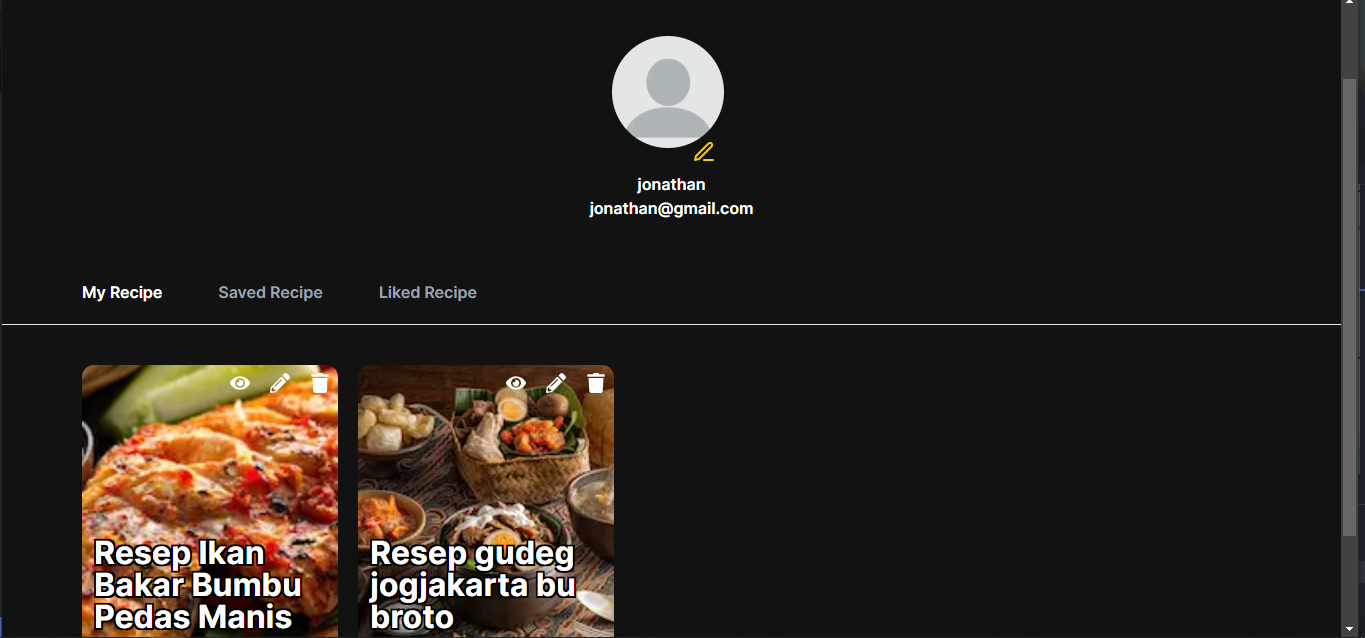 jonathan
jonathan@gmail.com
My Recipe Saved Recipe Liked Recipe
Resep Ikan
Bakar Bumbu
Pedas Manis
Resep gudeg
jogjakarta bu
broto